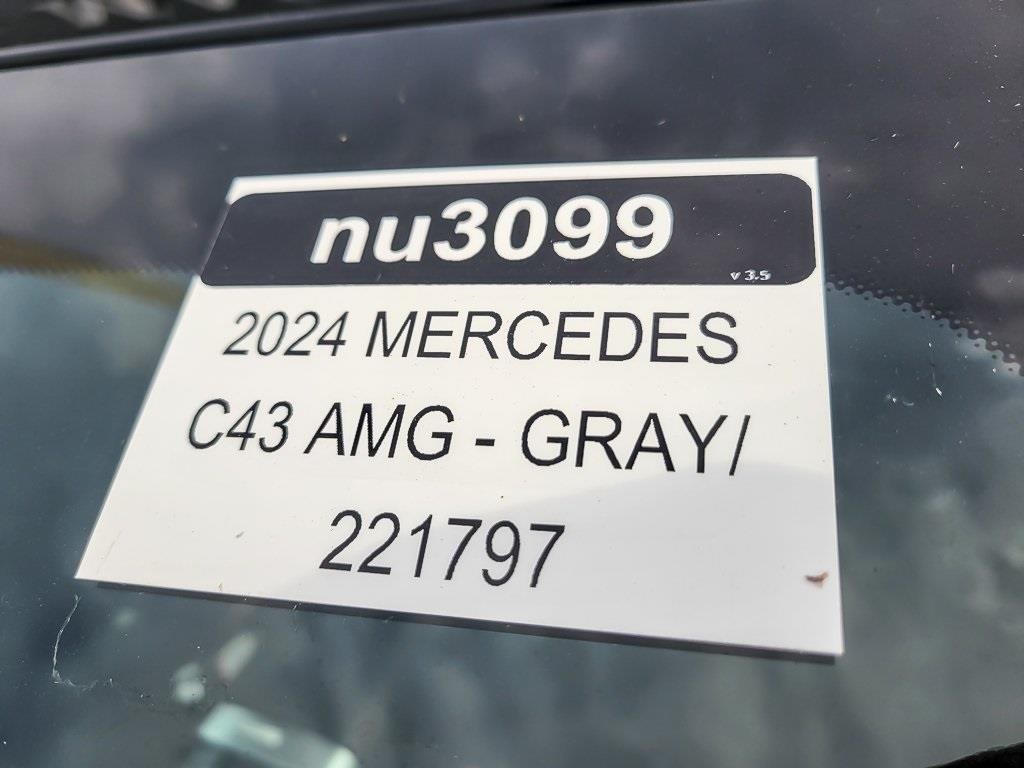 nu3099
v 3.5
2024 MERCEDES
C43 AMG - GRAY/
221797